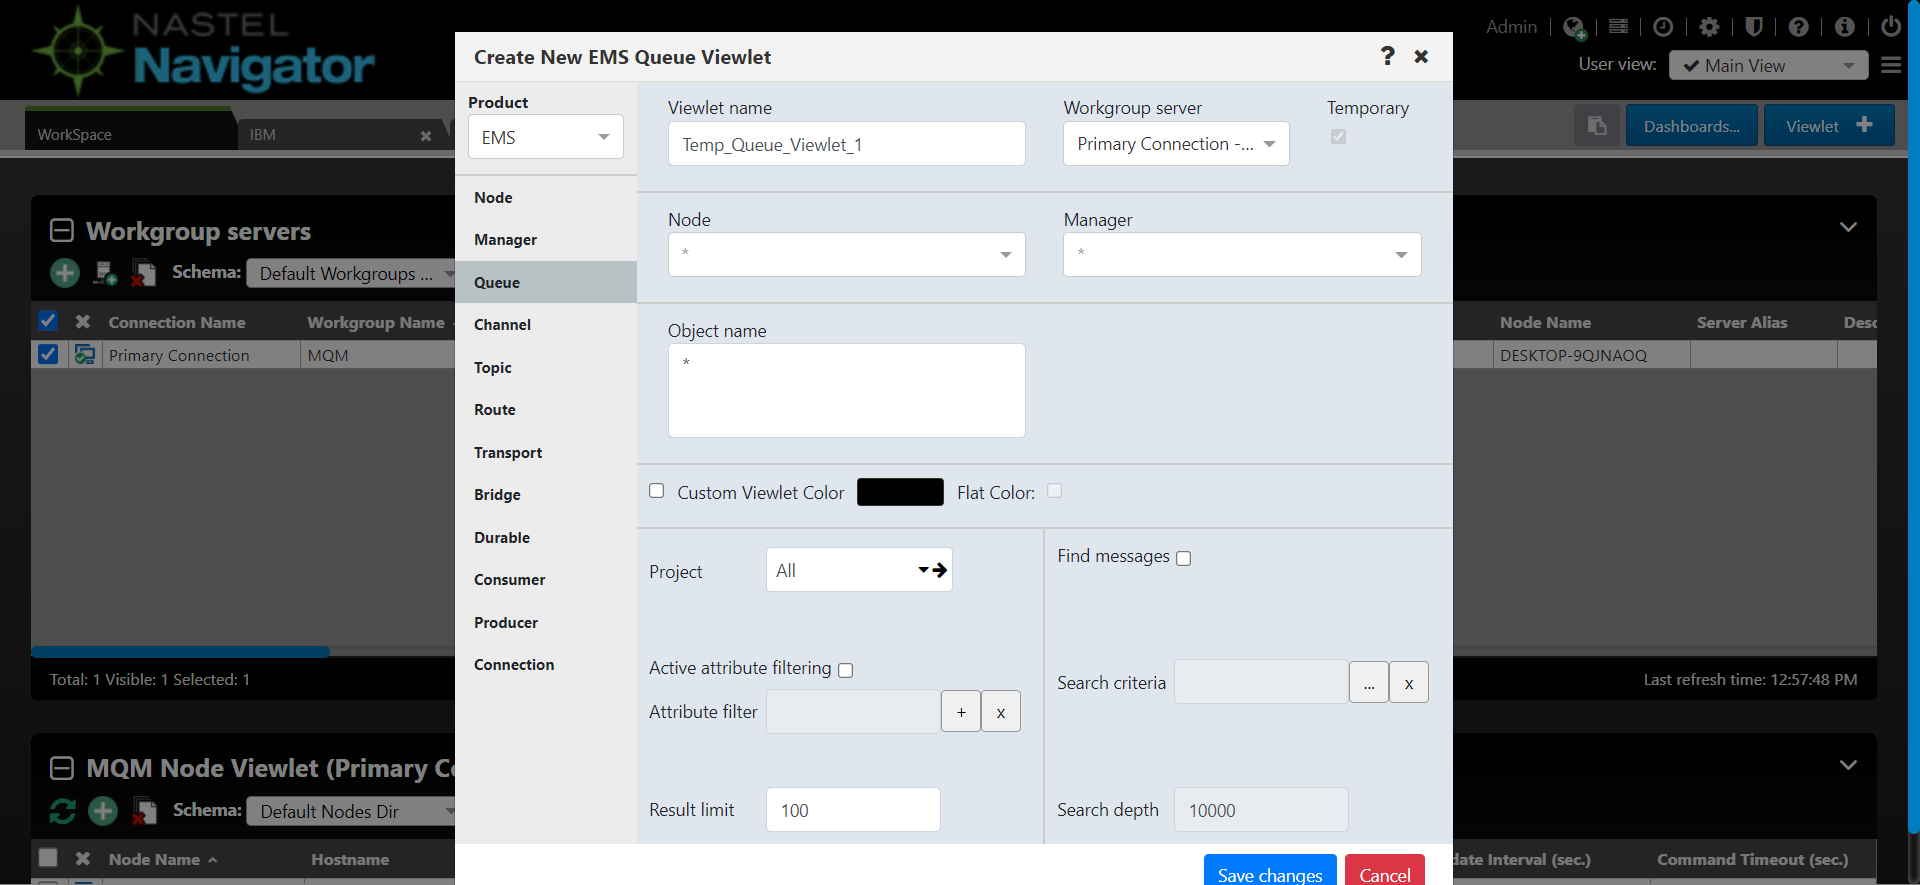 NASTEL
Navigator
Admin
User view:
Main View
WorkSpace
IBM
Dashboards...
Viewlet
Workgroup servers
Schema:
Default Workgroups ...
Connection Name
Workgroup Name
Node Name
Server Alias
Primary Connection
MQM
DESKTOP-9QJNAOQ
Total: 1 Visible: 1 Selected: 1
Last refresh time: 12:57:48 PM
MQM Node Viewlet (Primary Co
Schema:
Default Nodes Dir
Node Name
Hostname
date Interval (sec.)
Command Timeout (sec.)
Create New EMS Queue Viewlet
? 
Product
EMS
Node
Manager
Queue
Channel
Topic
Route
Transport
Bridge
Durable
Consumer
Producer
Connection
Viewlet name
Workgroup server
Temporary
Temp_Queue_Viewlet_1
Primary Connection -...
Node
Manager
*
*
Object name
*
Custom Viewlet Color
Flat Color:
Project
All
Find messages
Active attribute filtering
Attribute filter
+
x
Search criteria
...
x
Result limit
100
Search depth
10000
Save changes
Cancel